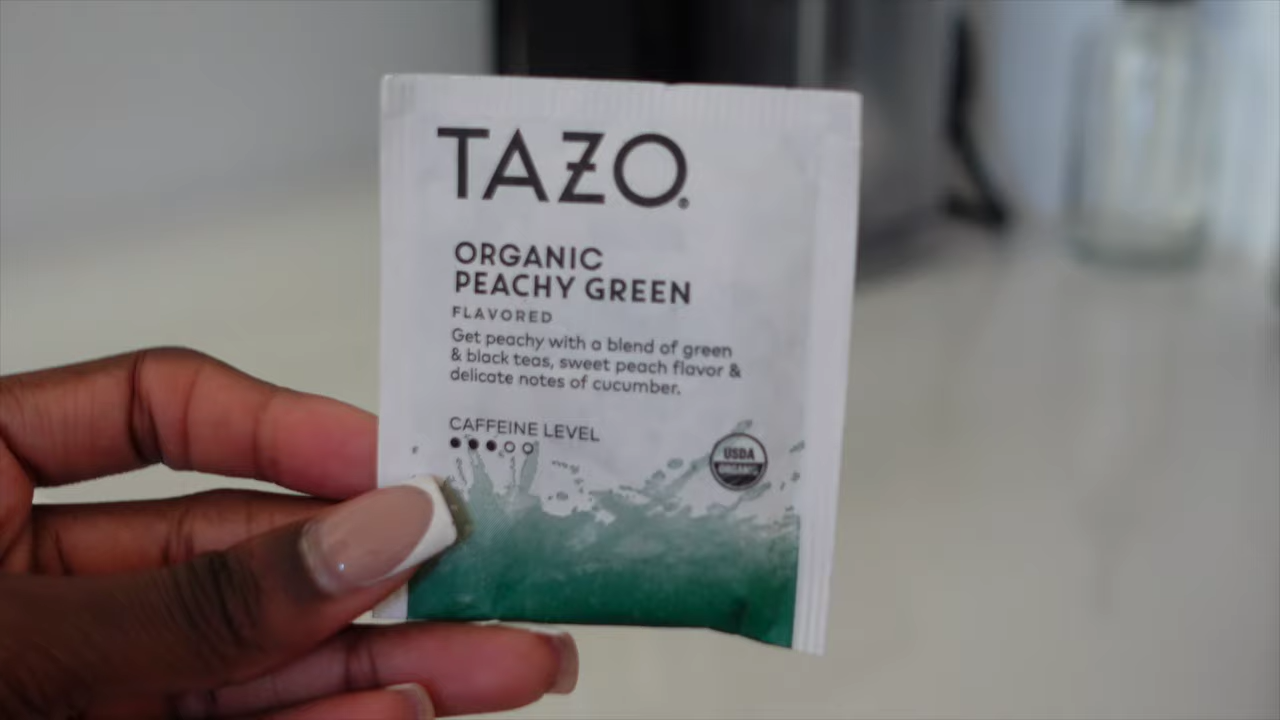 TAZO®
ORGANIC
PEACHY GREEN
FLAVORED
Get peachy with a blend of green
& black teas, sweet peach flavor &
delicate notes of cucumber.
CAFFEINE LEVEL
USDA
ORGANIC